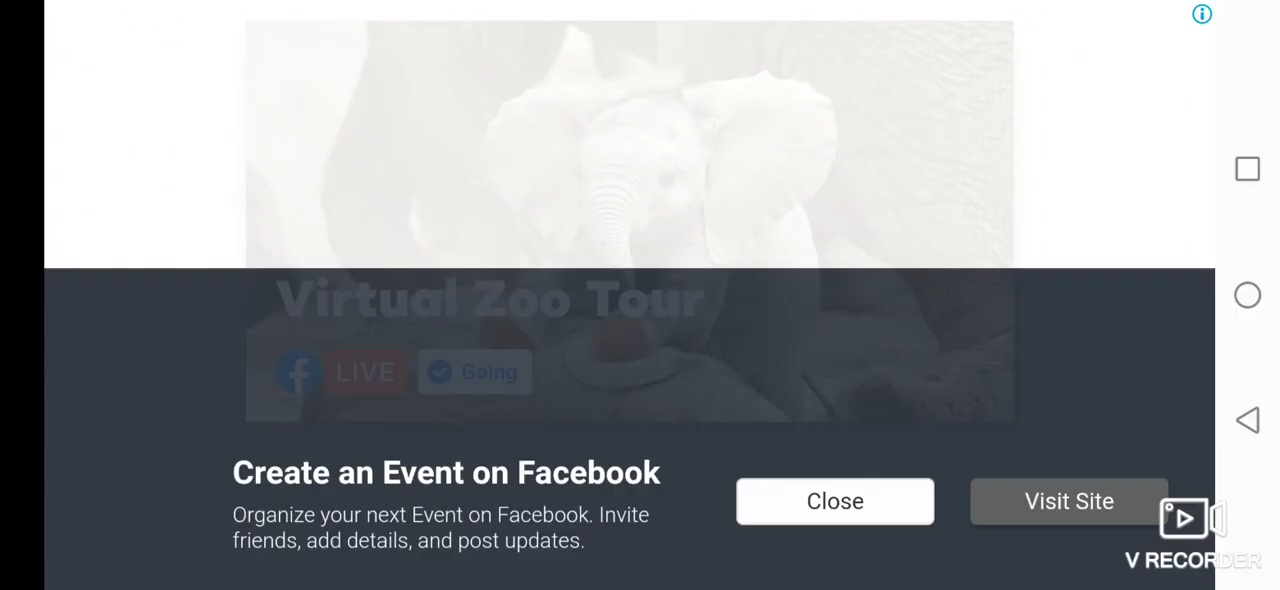 Virtual Zoo Tour
LIVE
Going
Create an Event on Facebook
Organize your next Event on Facebook. Invite
friends, add details, and post updates.
Close
Visit Site
V RECORDER